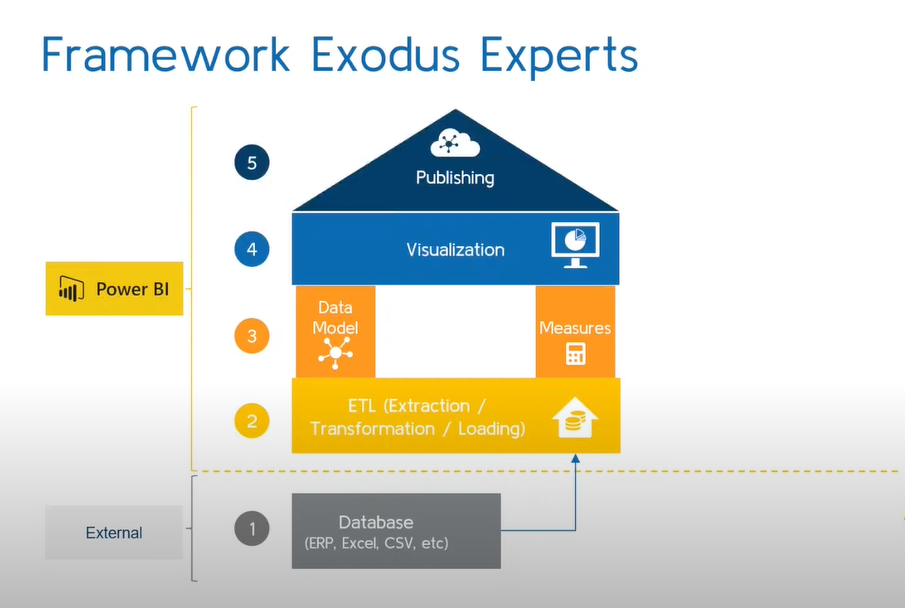 Framework Exodus Experts
5
Publishing
4
Visualization
Power BI
3
Data
Model
Measures
2
ETL (Extraction /
Transformation / Loading)
External
1
Database
(ERP, Excel, CSV, etc)